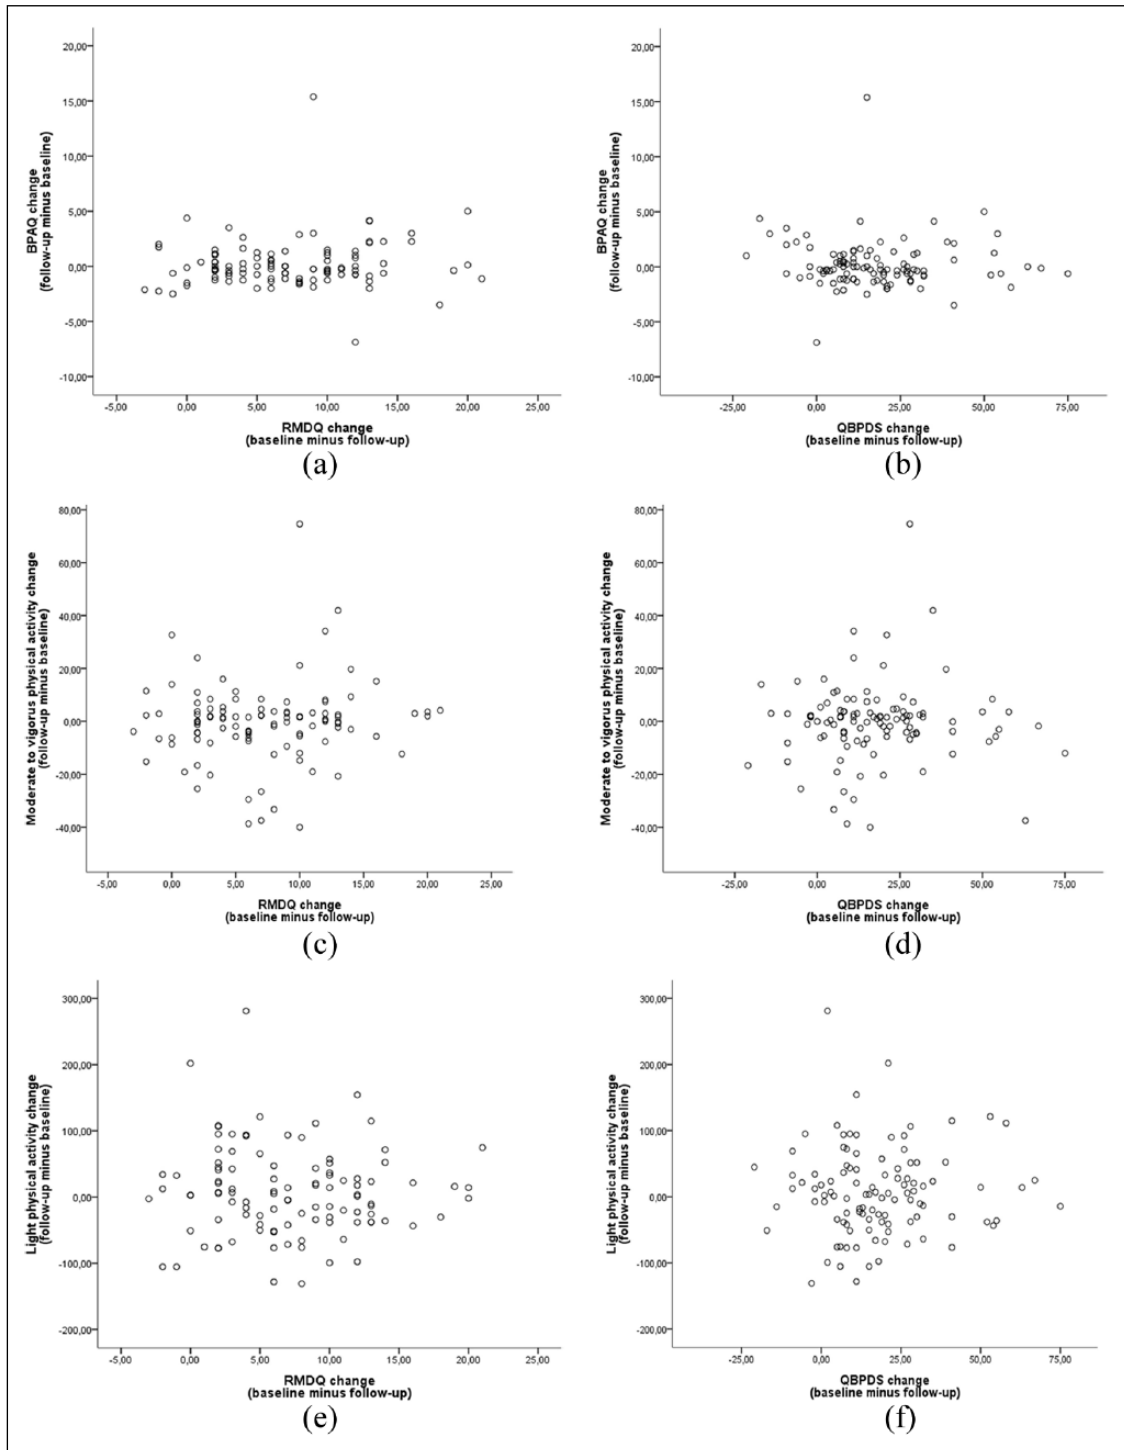 20,00
15,00
10,00
5,00
0,00
-5,00
-10,00
BPAQ change
(follow-up minus baseline)
-5,00 0,00 5,00 10,00 15,00 20,00 25,00
RMDQ change
(baseline minus follow-up)
(a)
20,00
15,00
10,00
5,00
0,00
-5,00
-10,00
BPAQ change
(follow-up minus baseline)
-25,00 0,00 25,00 50,00 75,00
QBPDS change
(baseline minus follow-up)
(b)
80,00
60,00
40,00
20,00
0,00
-20,00
-40,00
Moderate to vigorus physical activity change
(follow-up minus baseline)
-5,00 0,00 5,00 10,00 15,00 20,00 25,00
RMDQ change
(baseline minus follow-up)
(c)
80,00
60,00
40,00
20,00
0,00
-20,00
-40,00
Moderate to vigorus physical activity change
(follow-up minus baseline)
-25,00 0,00 25,00 50,00 75,00
QBPDS change
(baseline minus follow-up)
(d)
300,00
200,00
100,00
0,00
-100,00
-200,00
Light physical activity change
(follow-up minus baseline)
-5,00 0,00 5,00 10,00 15,00 20,00 25,00
RMDQ change
(baseline minus follow-up)
(e)
300,00
200,00
100,00
0,00
-100,00
-200,00
Light physical activity change
(follow-up minus baseline)
-25,00 0,00 25,00 50,00 75,00
QBPDS change
(baseline minus follow-up)
(f)